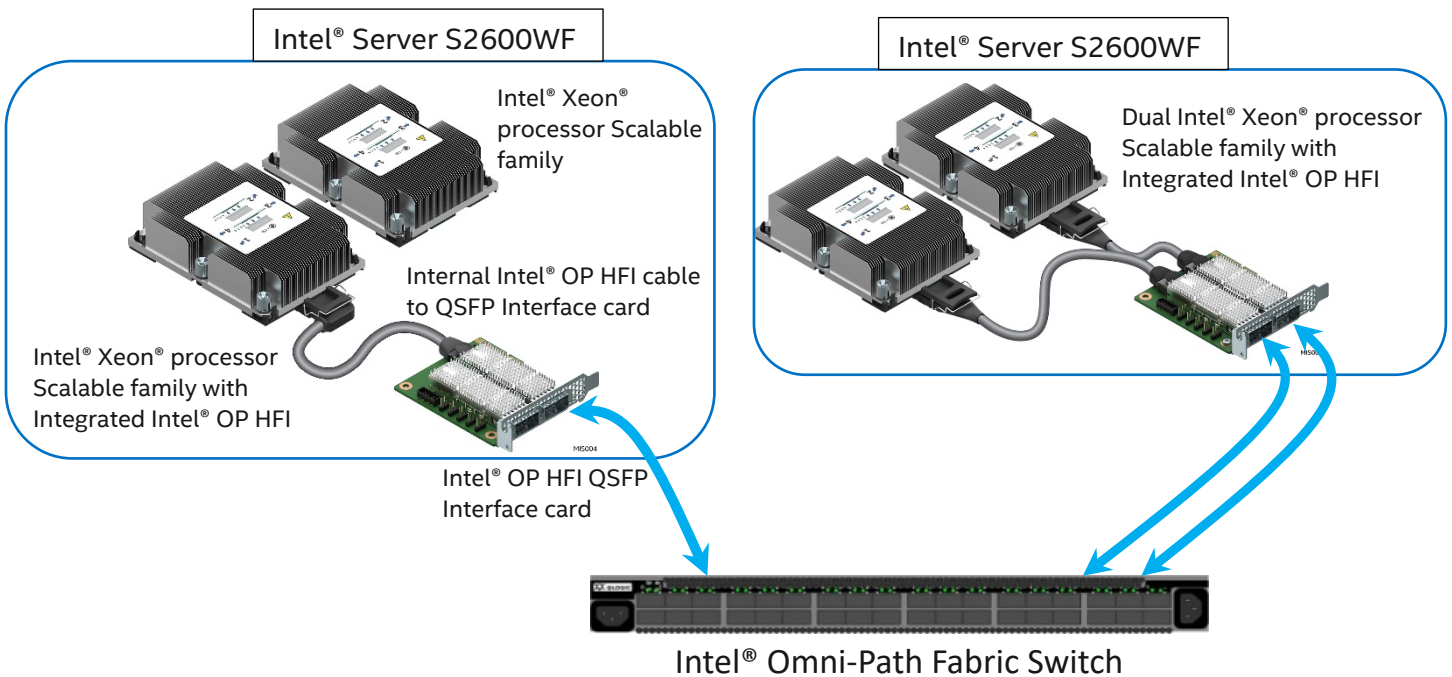 Intel® Server S2600WF
Intel® Xeon®
processor Scalable
family
Internal Intel® OP HFI cable
to QSFP Interface card
Intel® Xeon® processor
Scalable family with
Integrated Intel® OP HFI
MIS004
Intel® OP HFI QSFP
Interface card
Intel® Server S2600WF
Dual Intel® Xeon® processor
Scalable family with
Integrated Intel® OP HFI
QLOGIC
Intel® Omni-Path Fabric Switch